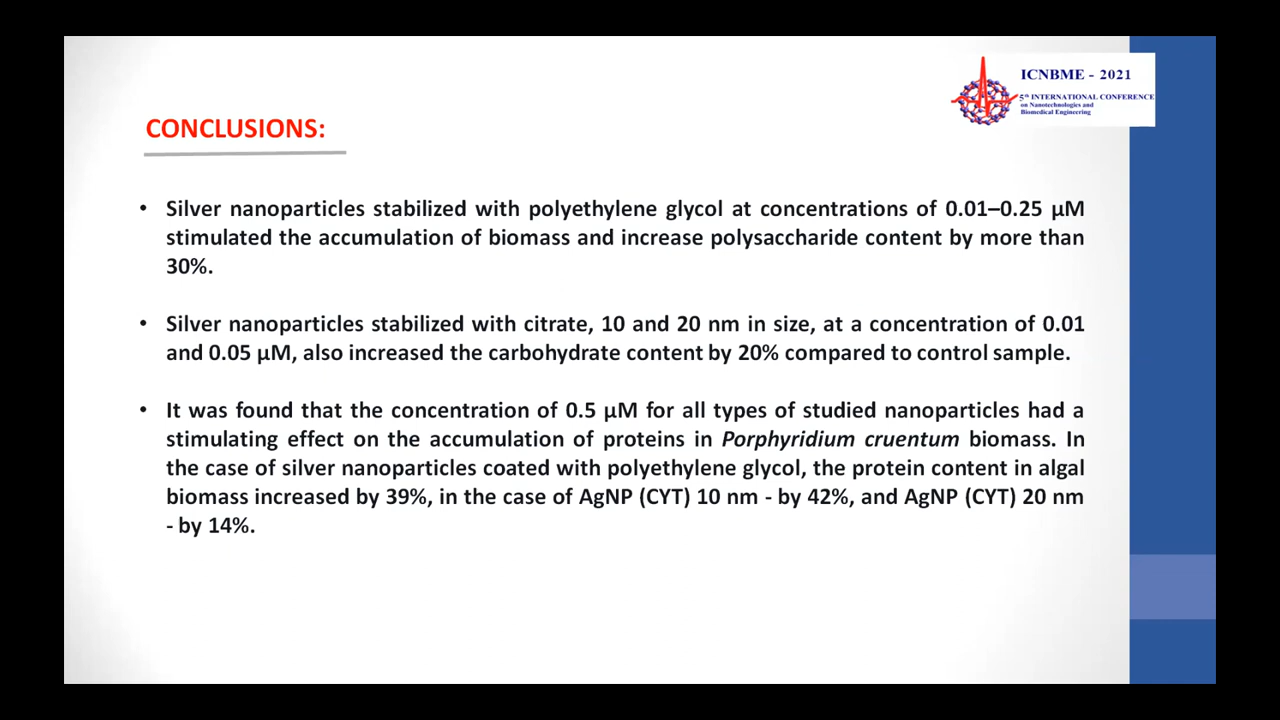 ICNBME - 2021
5th INTERNATIONAL CONFERENCE
on Nanotechnologies and
Biomedical Engineering
CONCLUSIONS:
• Silver nanoparticles stabilized with polyethylene glycol at concentrations of 0.01–0.25 µM
stimulated the accumulation of biomass and increase polysaccharide content by more than
30%.
• Silver nanoparticles stabilized with citrate, 10 and 20 nm in size, at a concentration of 0.01
and 0.05 µM, also increased the carbohydrate content by 20% compared to control sample.
• It was found that the concentration of 0.5 µM for all types of studied nanoparticles had a
stimulating effect on the accumulation of proteins in Porphyridium cruentum biomass. In
the case of silver nanoparticles coated with polyethylene glycol, the protein content in algal
biomass increased by 39%, in the case of AgNP (CYT) 10 nm - by 42%, and AgNP (CYT) 20 nm
- by 14%.